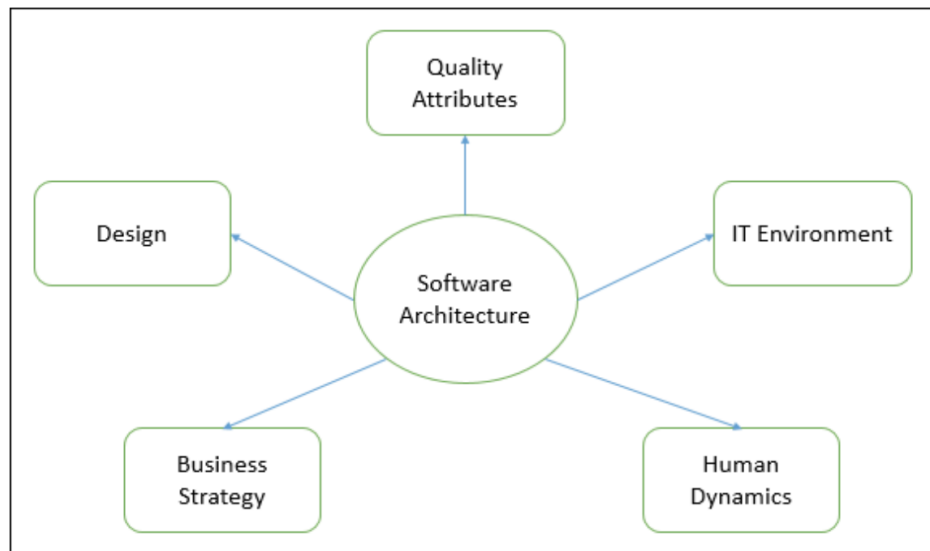 Quality
Attributes
Design
IT Environment
Software
Architecture
Business
Strategy
Human
Dynamics